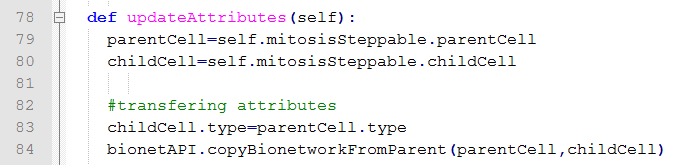 78 def updateAttributes(self):
79 parentCell=self.mitosisSteppable.parentCell
80 childCell=self.mitosisSteppable.childCell
81
82 #transfering attributes
83 childCell.type=parentCell.type
84 bionetAPI.copyBionetworkFromParent(parentCell,childCell)